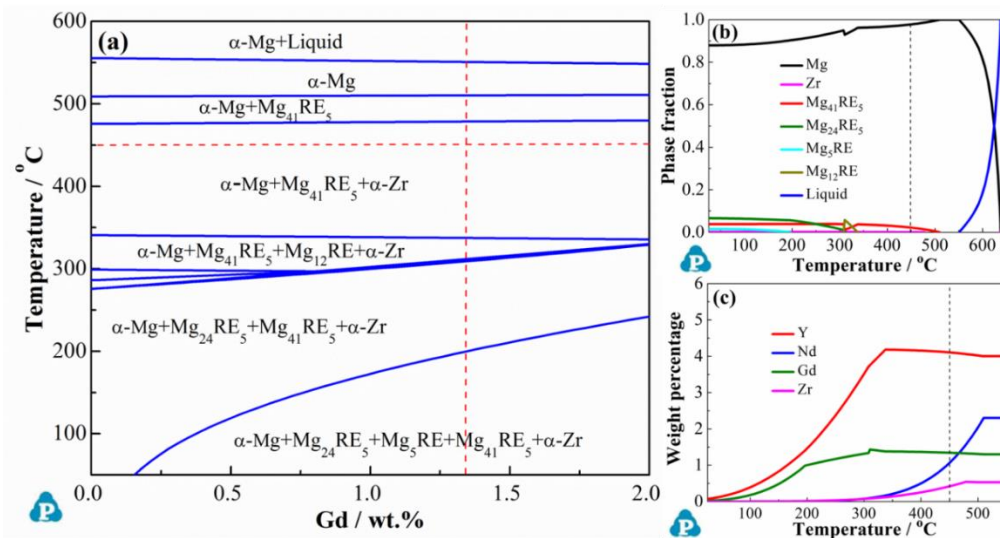 (a)
600
500
400
300
200
100
Temperature / °C
α-Mg+Liquid
α-Mg
α-Mg+Mg41RE5
α-Mg+Mg41RE5+α-Zr
α-Mg+Mg41RE5+Mg12RE+α-Zr
α-Mg+Mg24RE5+Mg41RE5+α-Zr
α-Mg+Mg24RE5+Mg5RE+Mg41RE5+α-Zr
0.0 0.5 1.0 1.5 2.0
Gd / wt.%
P
(b)
1.0
0.8
0.6
0.4
0.2
0.0
Phase fraction
Mg
Zr
Mg41RE5
Mg24RE5
Mg5RE
Mg12RE
Liquid
100 200 300 400 500 600
Temperature / °C
P
(c)
6
5
4
3
2
1
0
Weight percentage
Y
Nd
Gd
Zr
100 200 300 400 500
Temperature / °C
P